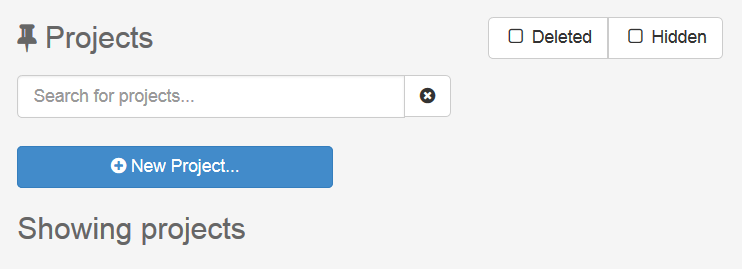 Projects
Deleted
Hidden
Search for projects...
New Project...
Showing projects